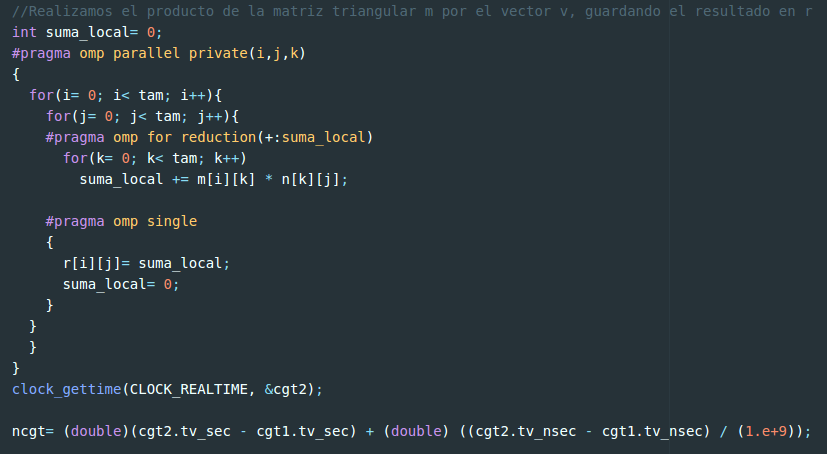 //Realizamos el producto de la matriz triangular m por el vector v, guardando el resultado en r
int suma_local= 0;
#pragma omp parallel private(i,j,k)
{
  for(i= 0; i< tam; i++){
    for(j= 0; j< tam; j++){
    #pragma omp for reduction(+:suma_local)
      for(k= 0; k< tam; k++)
        suma_local += m[i][k] * n[k][j];

    #pragma omp single
    {
      r[i][j]= suma_local;
      suma_local= 0;
    }
  }
  }
}
clock_gettime(CLOCK_REALTIME, &cgt2);

ncgt= (double)(cgt2.tv_sec - cgt1.tv_sec) + (double) ((cgt2.tv_nsec - cgt1.tv_nsec) / (1.e+9));